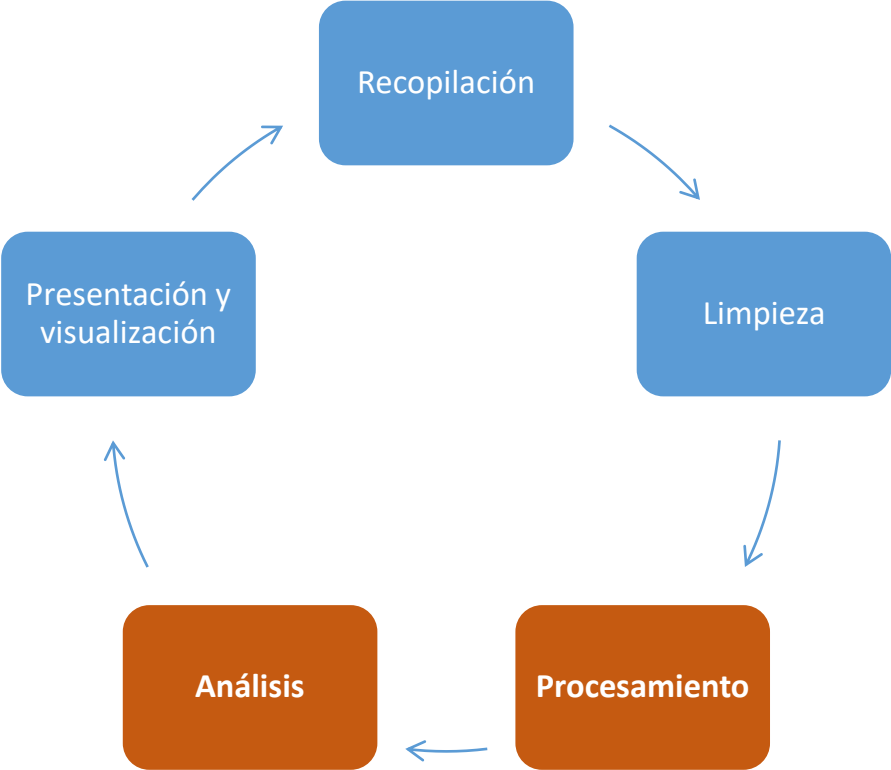 Recopilación
Limpieza
Procesamiento
Análisis
Presentación y
visualización